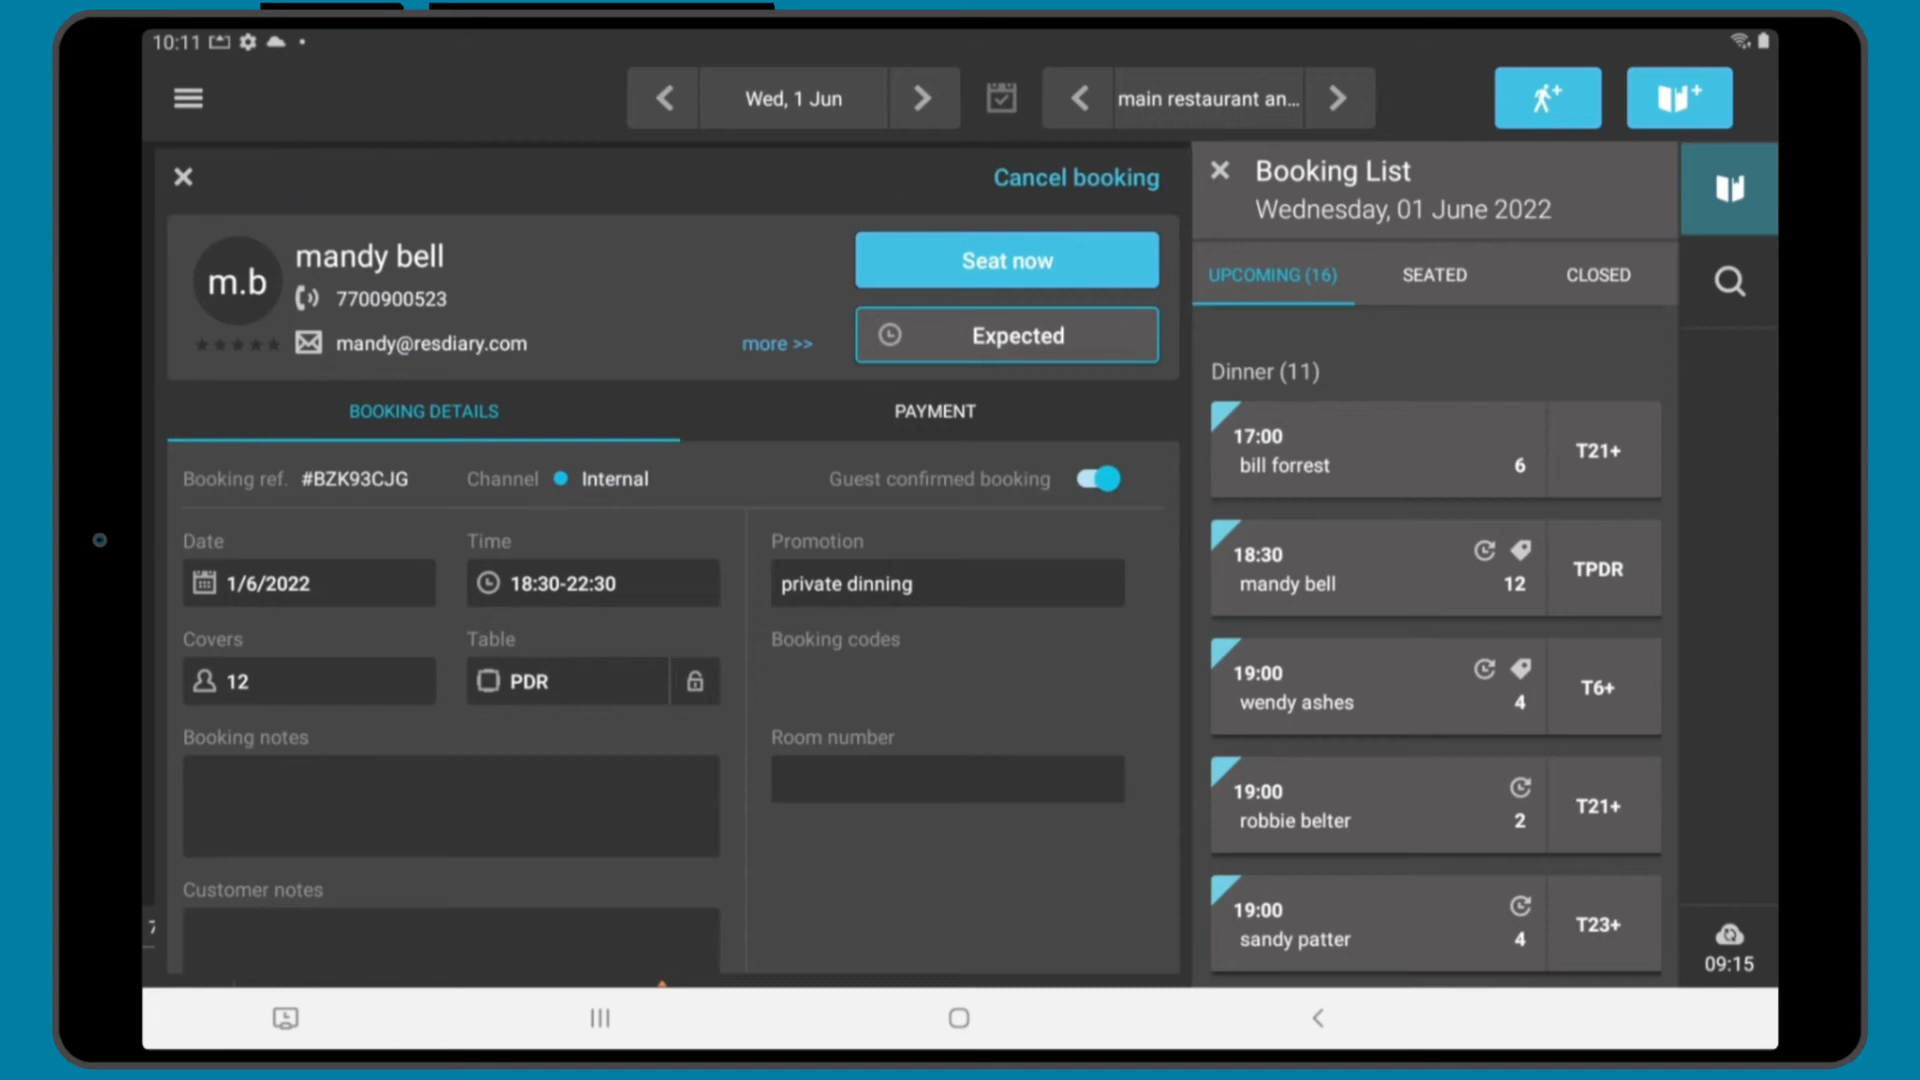 10:11
Wed, 1 Jun
main restaurant an...
Cancel booking
m.b
mandy bell
7700900523
mandy@resdiary.com
more >>
Seat now
Expected
BOOKING DETAILS
PAYMENT
Booking ref. #BZK93CJG
Channel Internal
Guest confirmed booking
Date
1/6/2022
Time
18:30-22:30
Promotion
private dinning
Covers
12
Table
PDR
Booking codes
Booking notes
Room number
Customer notes
Booking List
Wednesday, 01 June 2022
UPCOMING (16)
SEATED
CLOSED
Dinner (11)
17:00
bill forrest 6
T21+
18:30
mandy bell 12
TPDR
19:00
wendy ashes 4
T6+
19:00
robbie belter 2
T21+
19:00
sandy patter 4
T23+
09:15